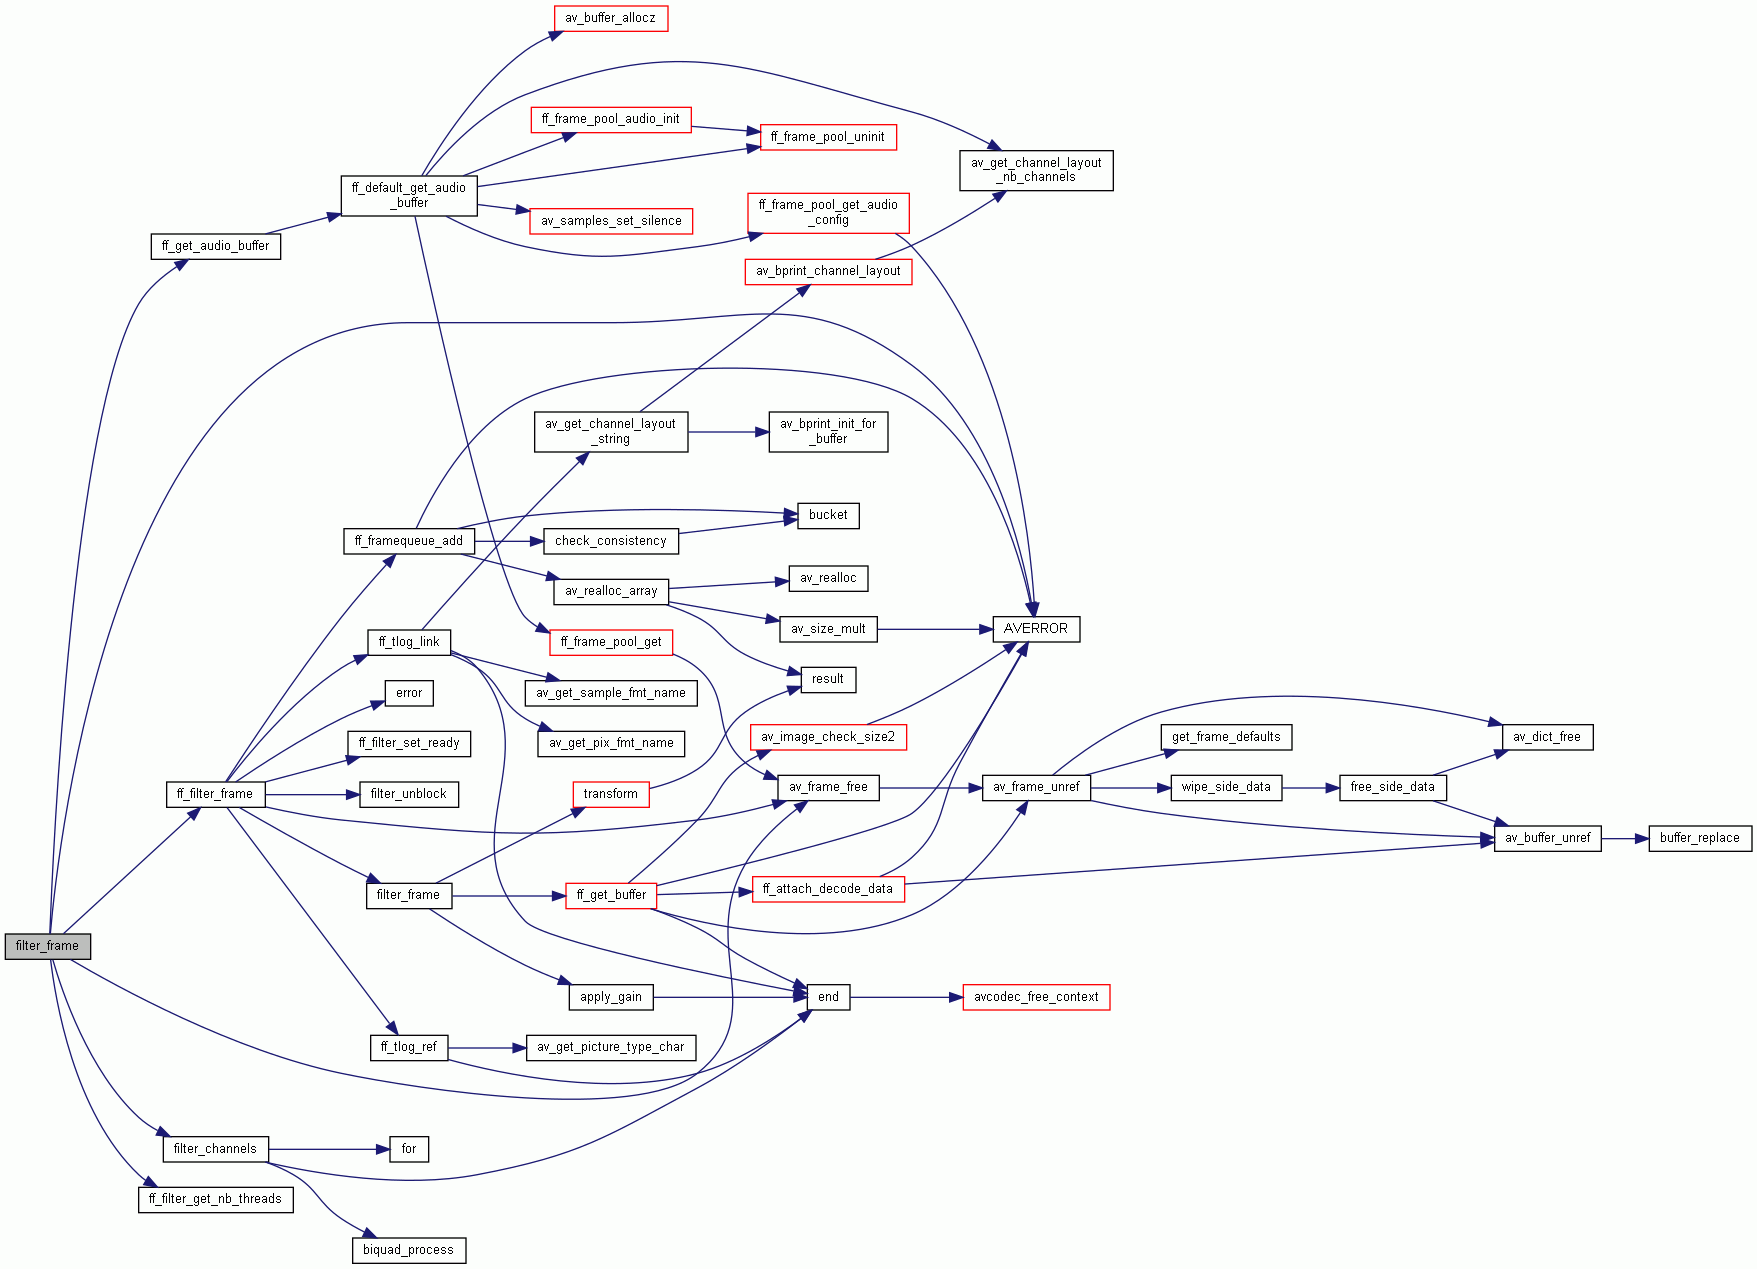 av_buffer_allocz
ff_frame_pool_audio_init
ff_frame_pool_uninit
av_get_channel_layout
_nb_channels
ff_default_get_audio
_buffer
av_samples_set_silence
ff_frame_pool_get_audio
_config
ff_get_audio_buffer
av_bprint_channel_layout
av_get_channel_layout
_string
av_bprint_init_for
_buffer
bucket
ff_framequeue_add
check_consistency
av_realloc
av_realloc_array
av_size_mult
AVERROR
ff_tlog_link
ff_frame_pool_get
result
error
av_get_sample_fmt_name
ff_filter_set_ready
av_get_pix_fmt_name
av_image_check_size2
get_frame_defaults
av_dict_free
ff_filter_frame
filter_unblock
transform
av_frame_free
av_frame_unref
wipe_side_data
free_side_data
av_buffer_unref
buffer_replace
filter_frame
ff_get_buffer
ff_attach_decode_data
filter_frame
apply_gain
end
avcodec_free_context
ff_tlog_ref
av_get_picture_type_char
filter_channels
for
ff_filter_get_nb_threads
biquad_process